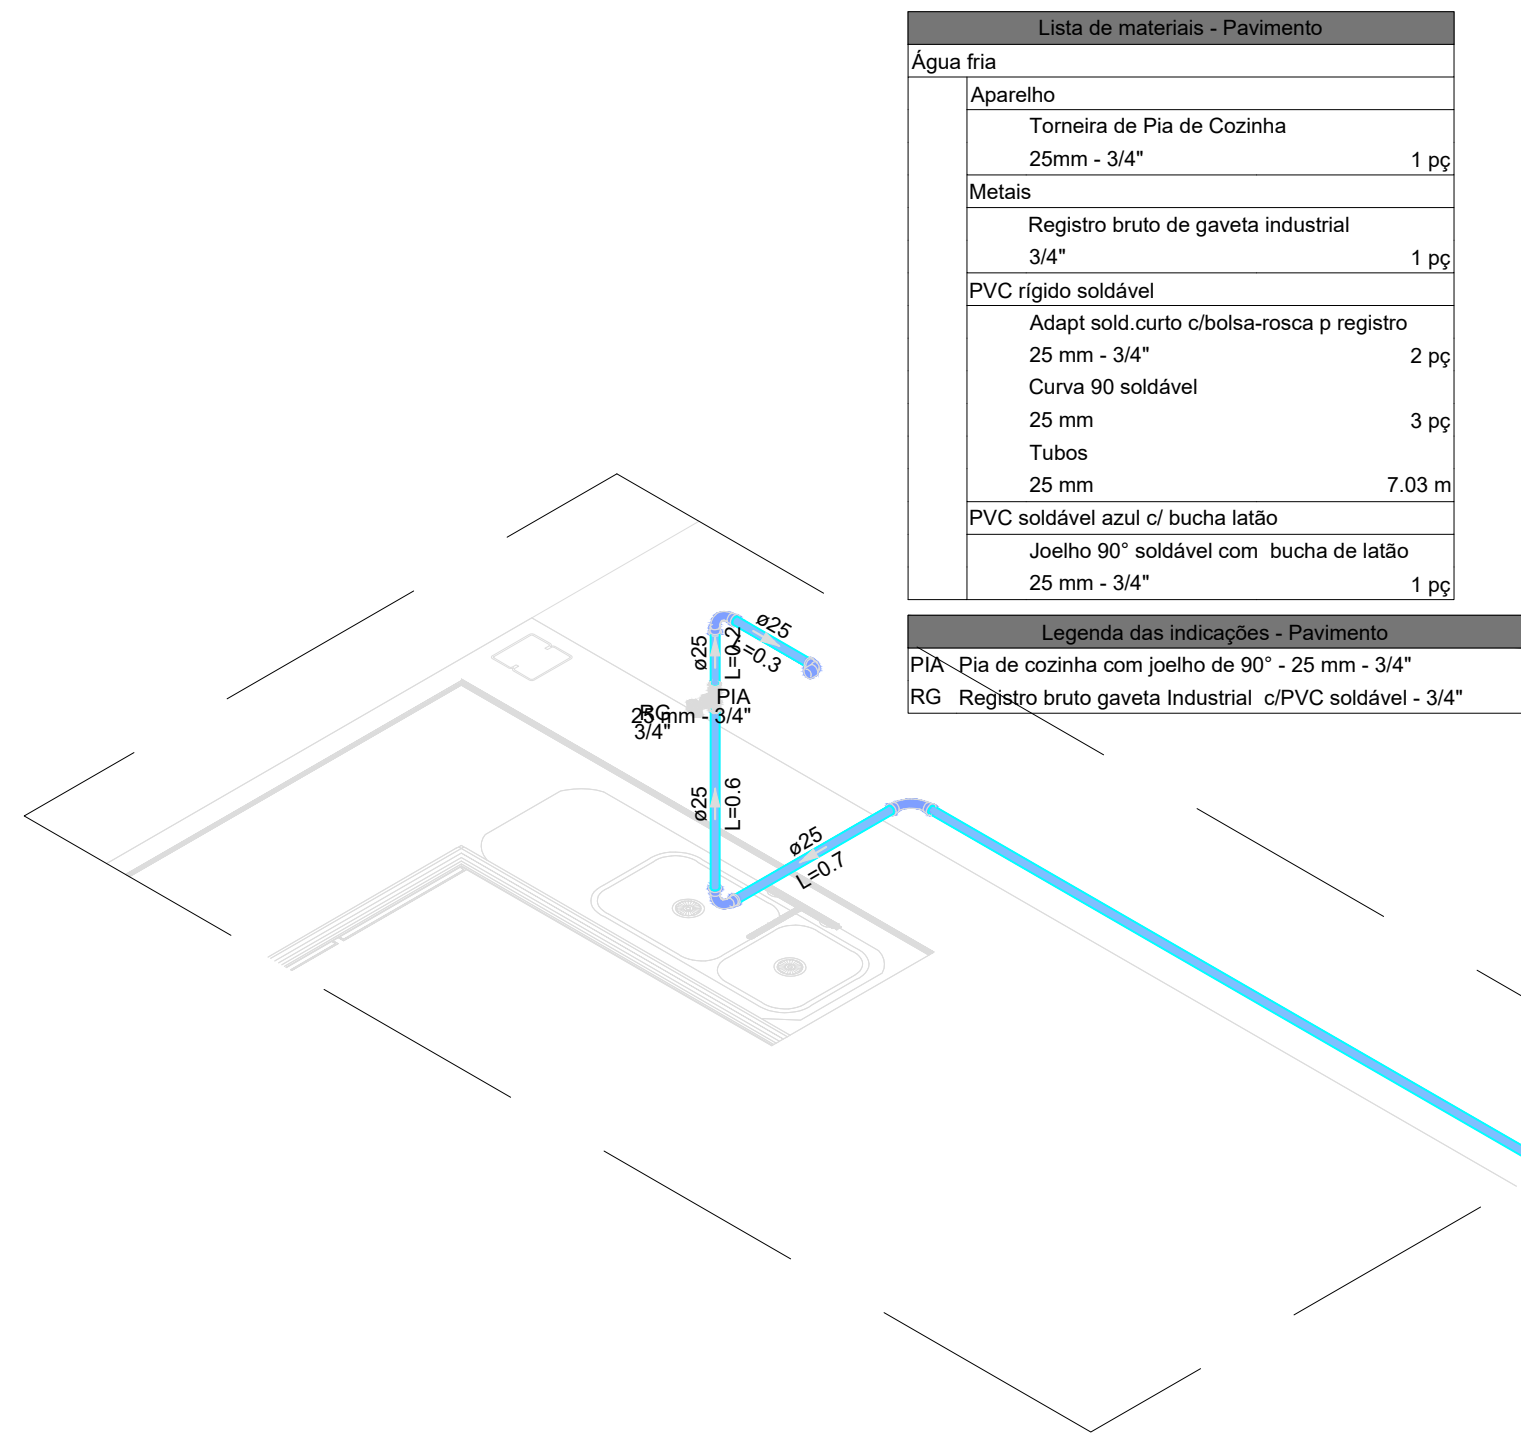 Lista de materiais - Pavimento
Água fria
Aparelho
Torneira de Pia de Cozinha
25mm - 3/4" 1 pç
Metais
Registro bruto de gaveta industrial
3/4" 1 pç
PVC rígido soldável
Adapt sold.curto c/bolsa-rosca p registro
25 mm - 3/4" 2 pç
Curva 90 soldável
25 mm 3 pç
Tubos
25 mm 7.03 m
PVC soldável azul c/ bucha latão
Joelho 90° soldável com bucha de latão
25 mm - 3/4" 1 pç
Legenda das indicações - Pavimento
PIA Pia de cozinha com joelho de 90° - 25 mm - 3/4"
RG Registro bruto gaveta Industrial c/PVC soldável - 3/4"
ø25
L=0.3
ø25
L=0.2
PIA
25 mm - 3/4"
RG
3/4"
ø25
L=0.6
ø25
L=0.7